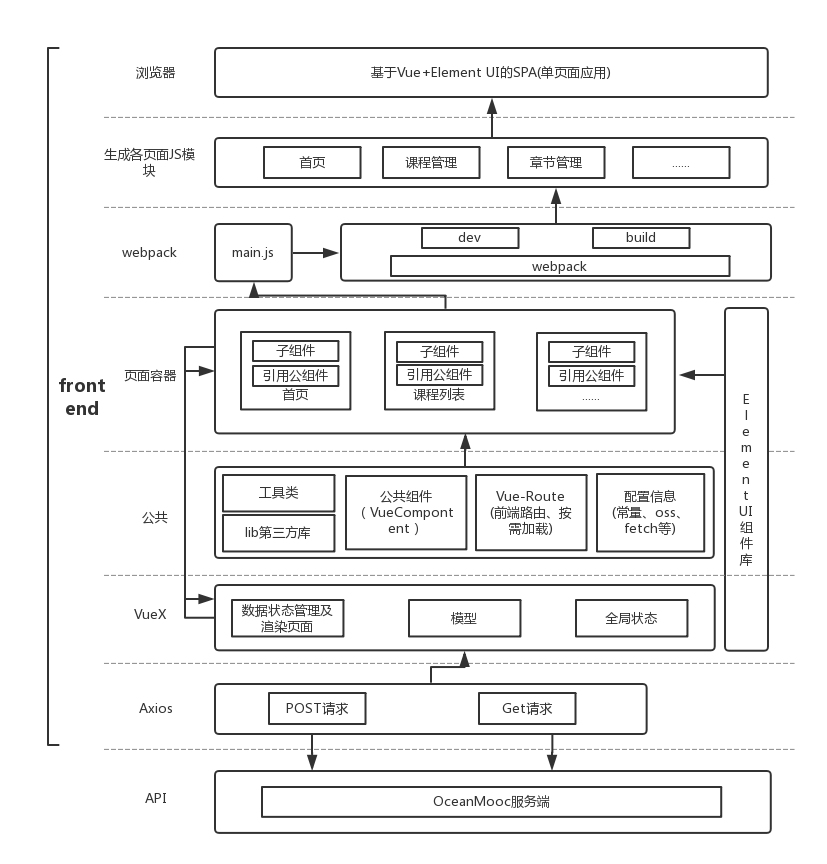 浏览器
基于Vue+Element UI的SPA(单页面应用)
生成各页面JS模
块
首页
课程管理
章节管理
......
webpack
main.js
dev
build
webpack
front
end
页面容器
子组件
引用公组件
首页
子组件
引用公组件
课程列表
子组件
引用公组件
......
E
l
e
m
e
n
t
UI
组
件
库
公共
工具类
lib第三方库
公共组件
(VueCompont
ent)
Vue-Route
(前端路由、按
需加载)
配置信息
(常量、oss、
fetch等)
VueX
数据状态管理及
渲染页面
模型
全局状态
Axios
POST请求
Get请求
API
OceanMooc服务端